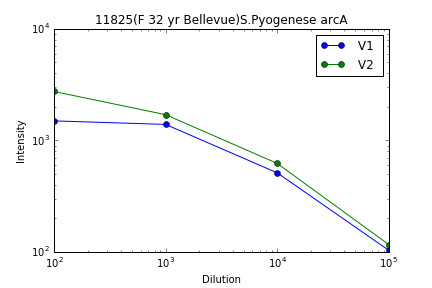 11825(F 32 yr Bellevue)S.Pyogenese arcA
V1
V2
Intensity
10^4
10^3
10^2
10^2 10^3 10^4 10^5
Dilution